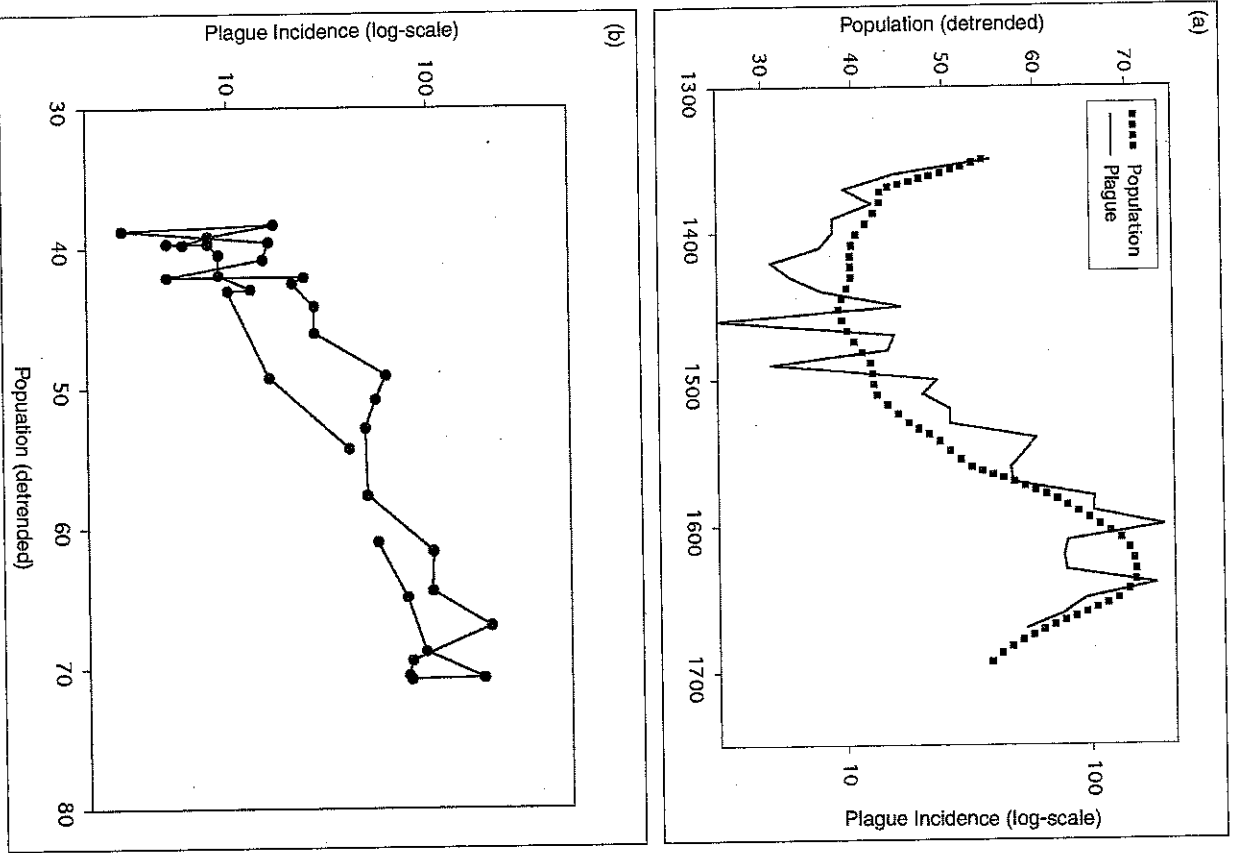 (a)
Population (detrended)
30
40
50
60
70
1300
1400
1500
1600
1700
Population
Plague
10
100
Plague Incidence (log-scale)
(b)
Plague Incidence (log-scale)
10
100
30
40
50
60
70
80
Popuation (detrended)